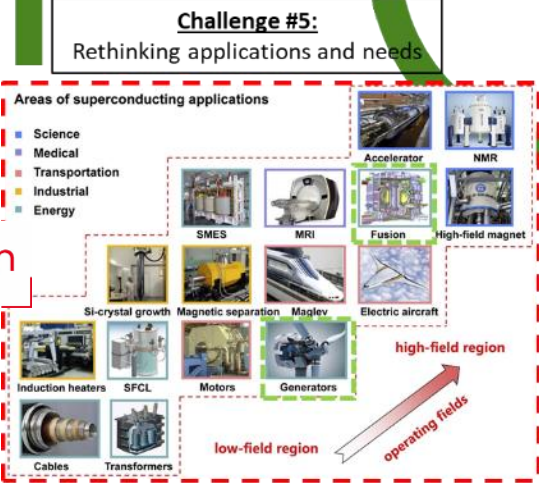 Challenge #5:
Rethinking applications and needs
Areas of superconducting applications
Science
Medical
Transportation
Industrial
Energy
Accelerator NMR
SMES MRI Fusion High-field magnet
n
Si-crystal growth Magnetic separation Maglev Electric aircraft
Induction heaters SFCL Motors Generators
high-field region
operating fields
low-field region
Cables Transformers